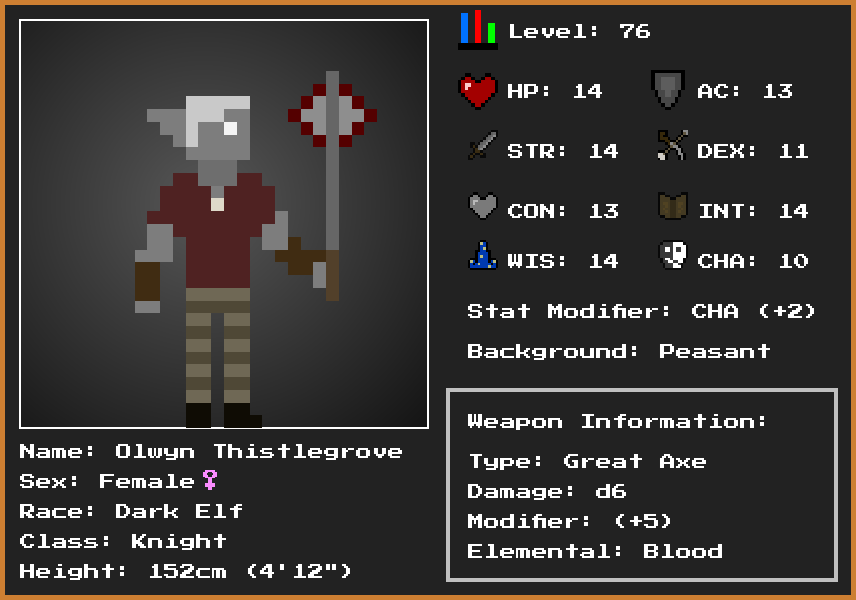 Level: 76
HP: 14 AC: 13
STR: 14 DEX: 11
CON: 13 INT: 14
WIS: 14 CHA: 10
Stat Modifier: CHA (+2)
Background: Peasant
Weapon Information:
Type: Great Axe
Damage: d6
Modifier: (+5)
Elemental: Blood
Name: Olwyn Thistlegrove
Sex: Female♀
Race: Dark Elf
Class: Knight
Height: 152cm (4'12")